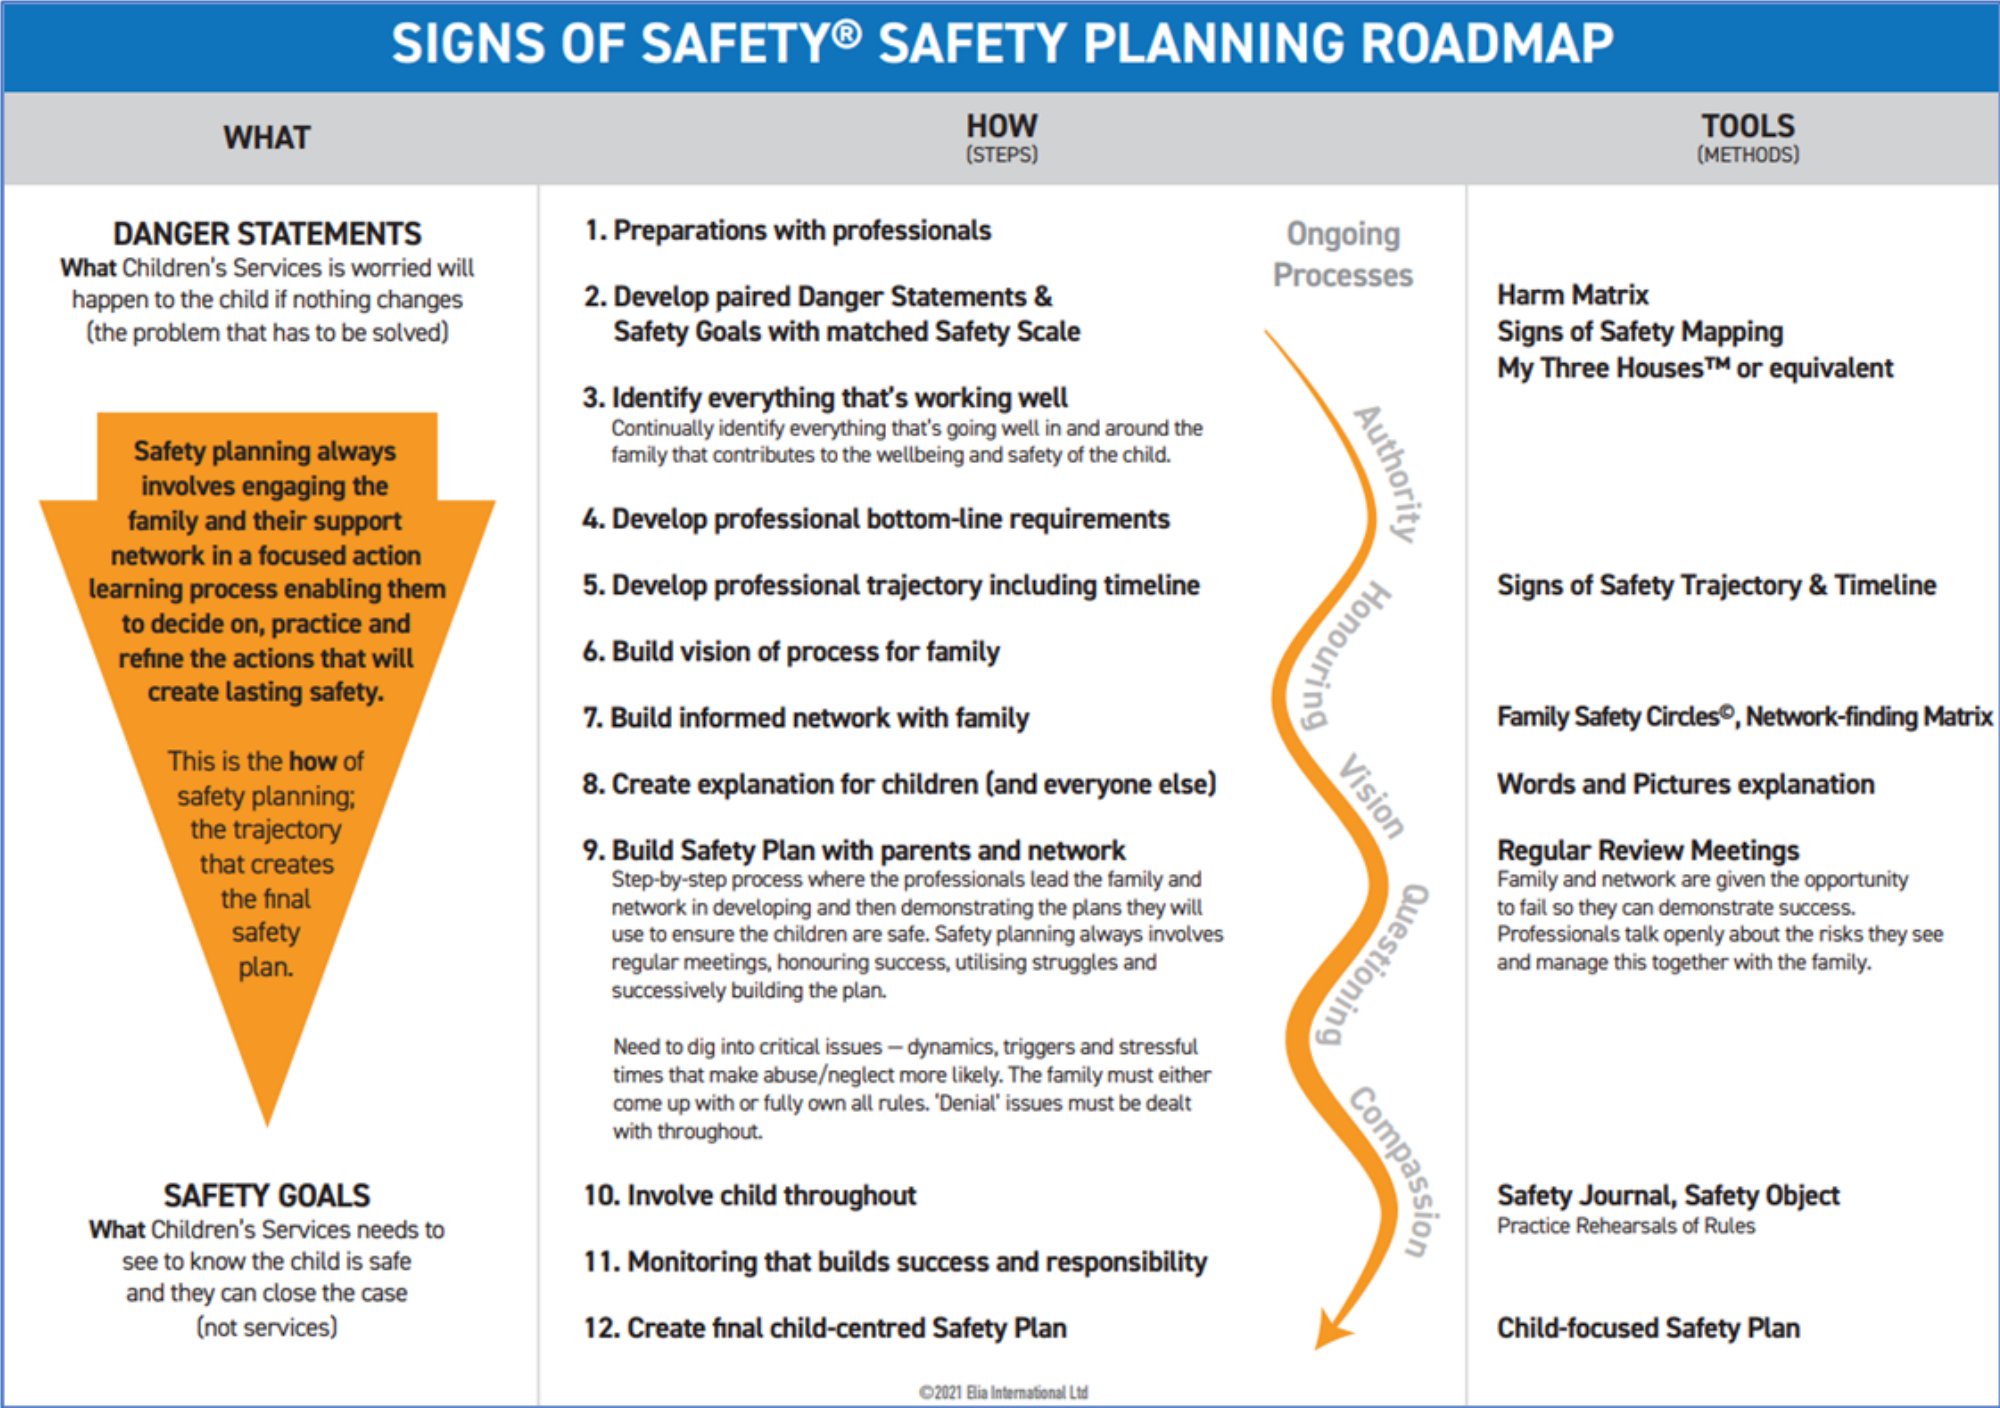 SIGNS OF SAFETY® SAFETY PLANNING ROADMAP
WHAT
HOW
(STEPS)
TOOLS
(METHODS)
DANGER STATEMENTS
What Children's Services is worried will
happen to the child if nothing changes
(the problem that has to be solved)
Safety planning always
involves engaging the
family and their support
network in a focused action
learning process enabling them
to decide on, practice and
refine the actions that will
create lasting safety.
This is the how of
safety planning;
the trajectory
that creates
the final
safety
plan.
SAFETY GOALS
What Children's Services needs to
see to know the child is safe
and they can close the case
(not services)
1. Preparations with professionals
2. Develop paired Danger Statements &
Safety Goals with matched Safety Scale
3. Identify everything that's working well
Continually identify everything that's going well in and around the
family that contributes to the wellbeing and safety of the child.
4. Develop professional bottom-line requirements
5. Develop professional trajectory including timeline
6. Build vision of process for family
7. Build informed network with family
8. Create explanation for children (and everyone else)
9. Build Safety Plan with parents and network
Step-by-step process where the professionals lead the family and
network in developing and then demonstrating the plans they will
use to ensure the children are safe. Safety planning always involves
regular meetings, honouring success, utilising struggles and
successively building the plan.
Need to dig into critical issues — dynamics, triggers and stressful
times that make abuse/neglect more likely. The family must either
come up with or fully own all rules. 'Denial' issues must be dealt
with throughout.
10. Involve child throughout
11. Monitoring that builds success and responsibility
12. Create final child-centred Safety Plan
Ongoing
Processes
Authority
Honouring
Vision
Questioning
Compassion
Harm Matrix
Signs of Safety Mapping
My Three Houses™ or equivalent
Signs of Safety Trajectory & Timeline
Family Safety Circles©, Network-finding Matrix
Words and Pictures explanation
Regular Review Meetings
Family and network are given the opportunity
to fail so they can demonstrate success.
Professionals talk openly about the risks they see
and manage this together with the family.
Safety Journal, Safety Object
Practice Rehearsals of Rules
Child-focused Safety Plan
©2021 Elia International Ltd